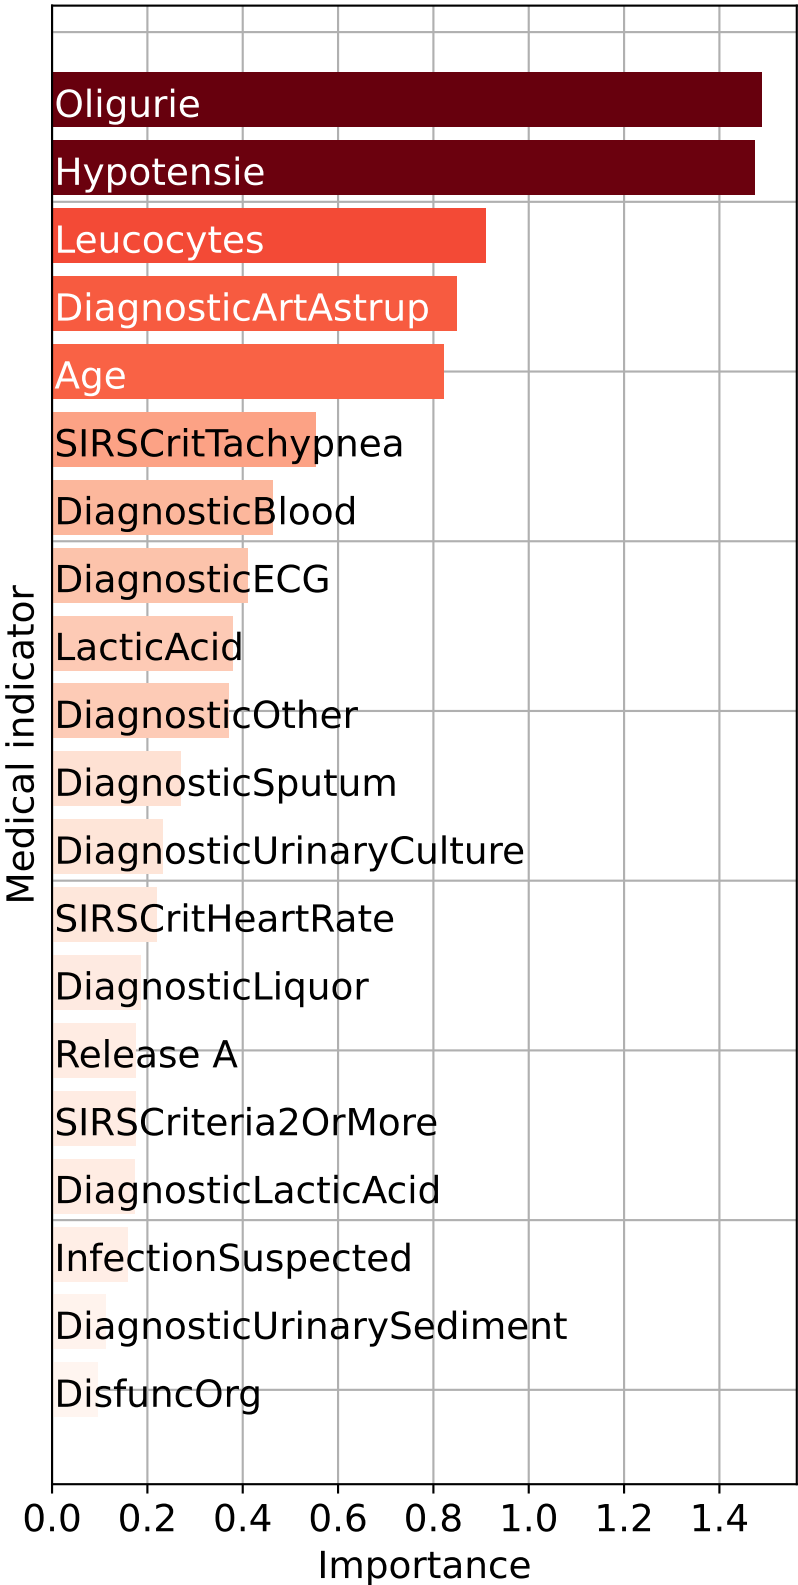 Oligurie
Hypotensie
Leucocytes
DiagnosticArtAstrup
Age
SIRSCritTachypnea
DiagnosticBlood
DiagnosticECG
LacticAcid
DiagnosticOther
DiagnosticSputum
DiagnosticUrinaryCulture
SIRSCritHeartRate
DiagnosticLiquor
Release A
SIRSCriteria2OrMore
DiagnosticLacticAcid
InfectionSuspected
DiagnosticUrinarySediment
DisfuncOrg
Medical indicator
0.0 0.2 0.4 0.6 0.8 1.0 1.2 1.4
Importance